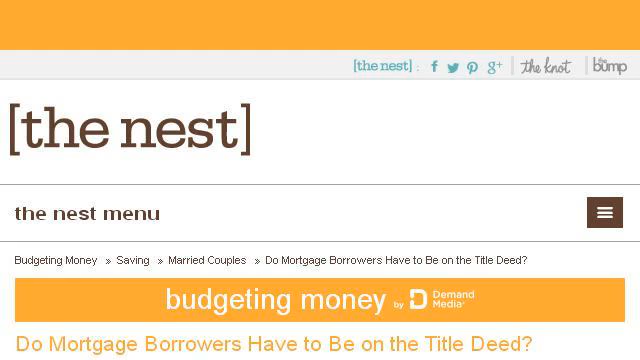 [the nest] : f g+ the knot the bump
[the nest]
the nest menu
Budgeting Money » Saving » Married Couples » Do Mortgage Borrowers Have to Be on the Title Deed?
budgeting money by Demand Media®
Do Mortgage Borrowers Have to Be on the Title Deed?